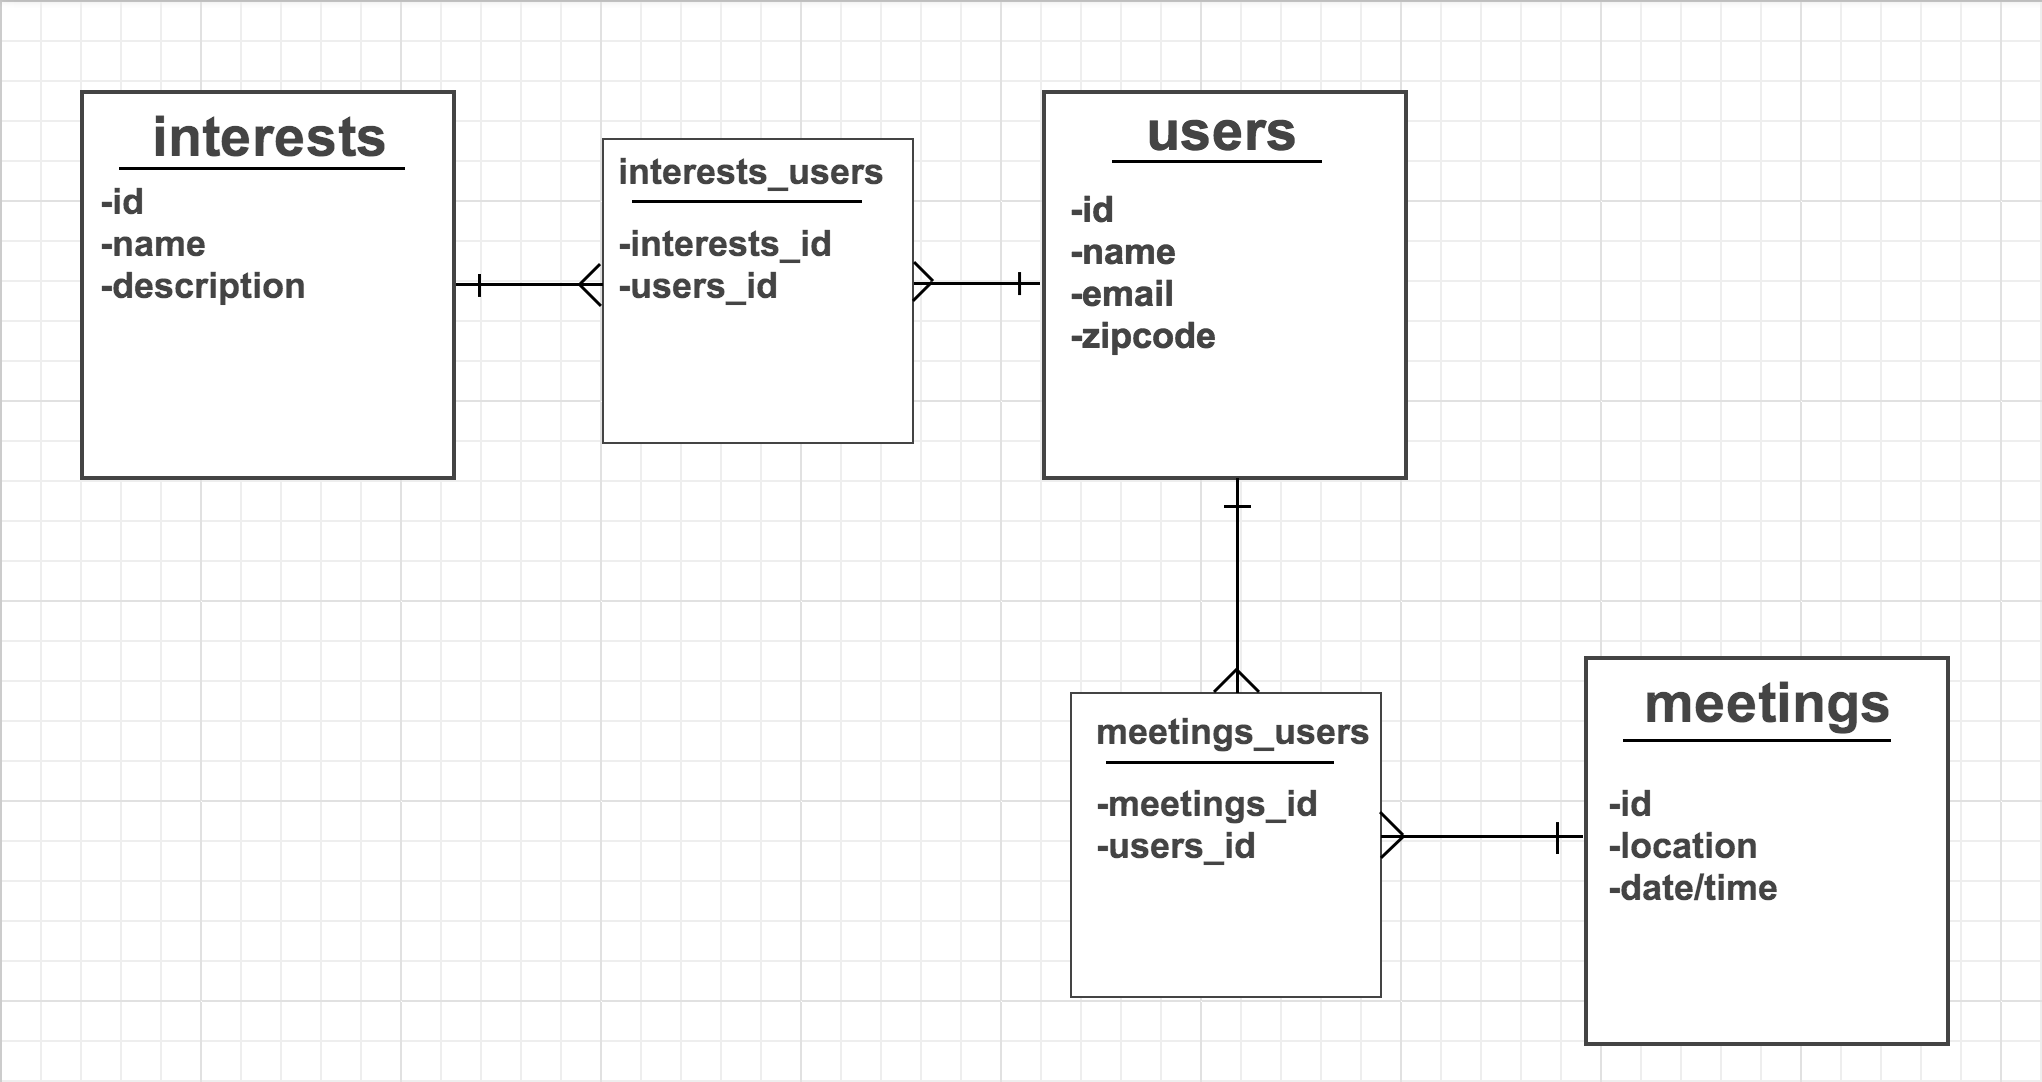 interests
-id
-name
-description
interests_users
-interests_id
-users_id
users
-id
-name
-email
-zipcode
meetings_users
-meetings_id
-users_id
meetings
-id
-location
-date/time